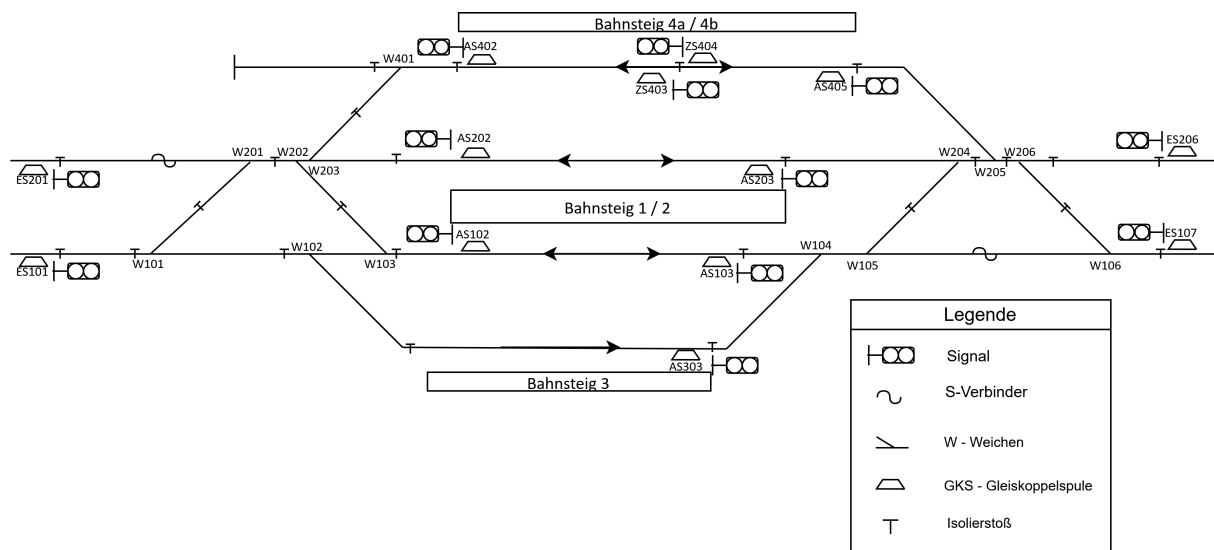 Bahnsteig 4a / 4b
AS402
ZS404
W401
ZS403
AS405
AS202
ES206
W201
W202
W204
W206
W203
W205
ES201
AS203
Bahnsteig 1 / 2
AS102
ES107
W102
W104
ES101
W101
W103
AS103
W105
W106
Legende
Signal
AS303
Bahnsteig 3
S-Verbinder
W - Weichen
GKS - Gleiskoppelspule
Isolierstoß